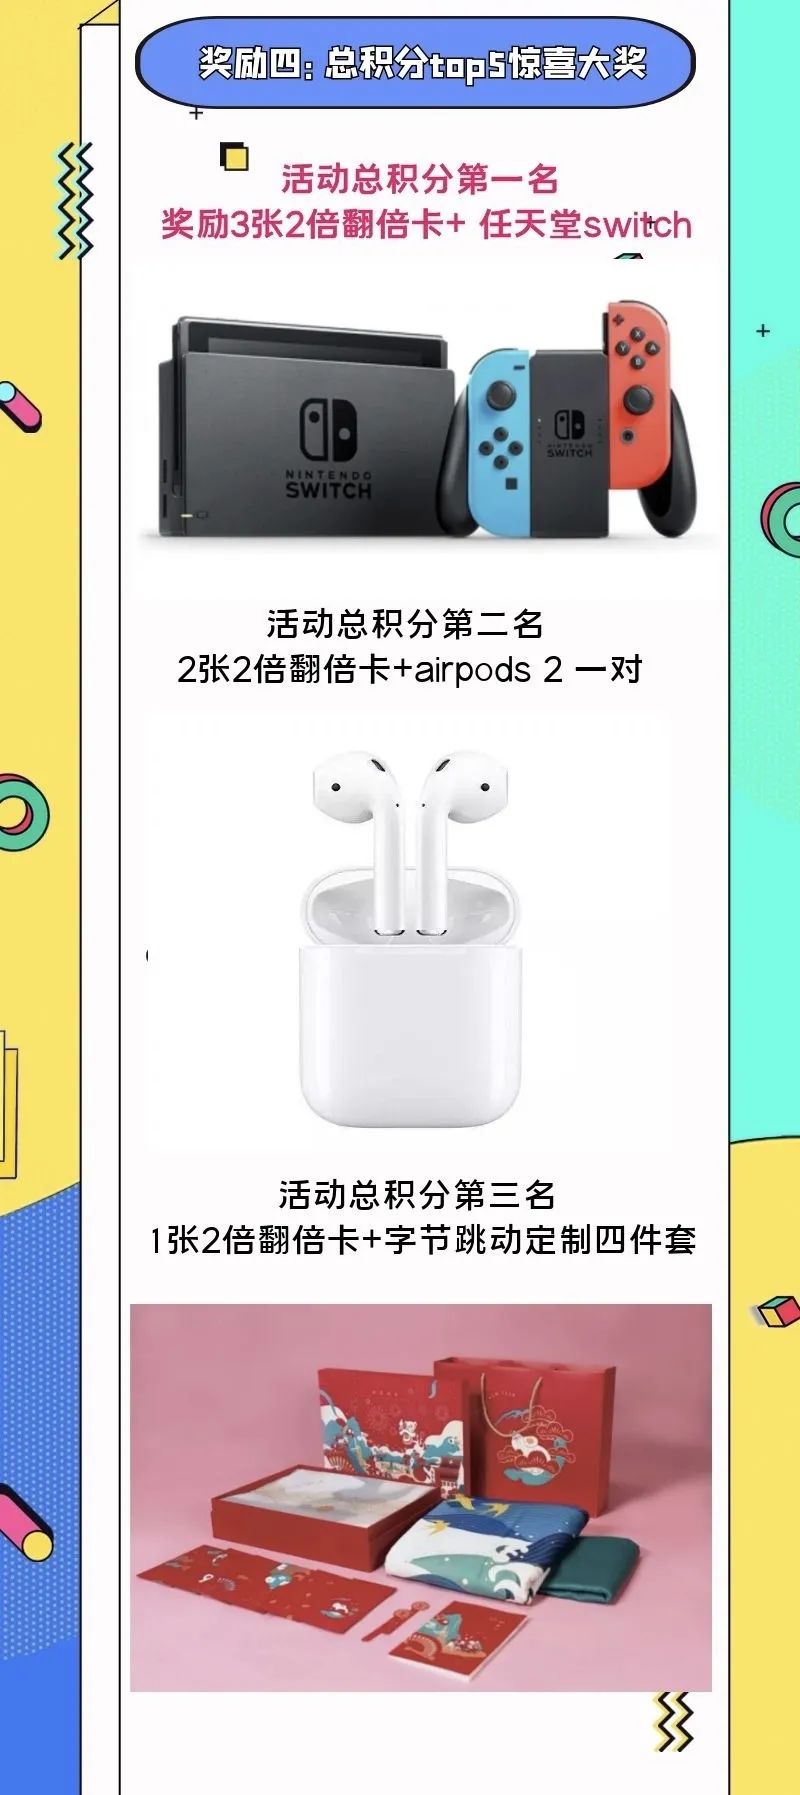 奖励四: 总积分top5惊喜大奖
活动总积分第一名
奖励3张2倍翻倍卡+ 任天堂switch
NINTENDO
SWITCH
NINTENDO
SWITCH
X
Y
A
B
活动总积分第二名
2张2倍翻倍卡+airpods 2 一对
活动总积分第三名
1张2倍翻倍卡+字节跳动定制四件套